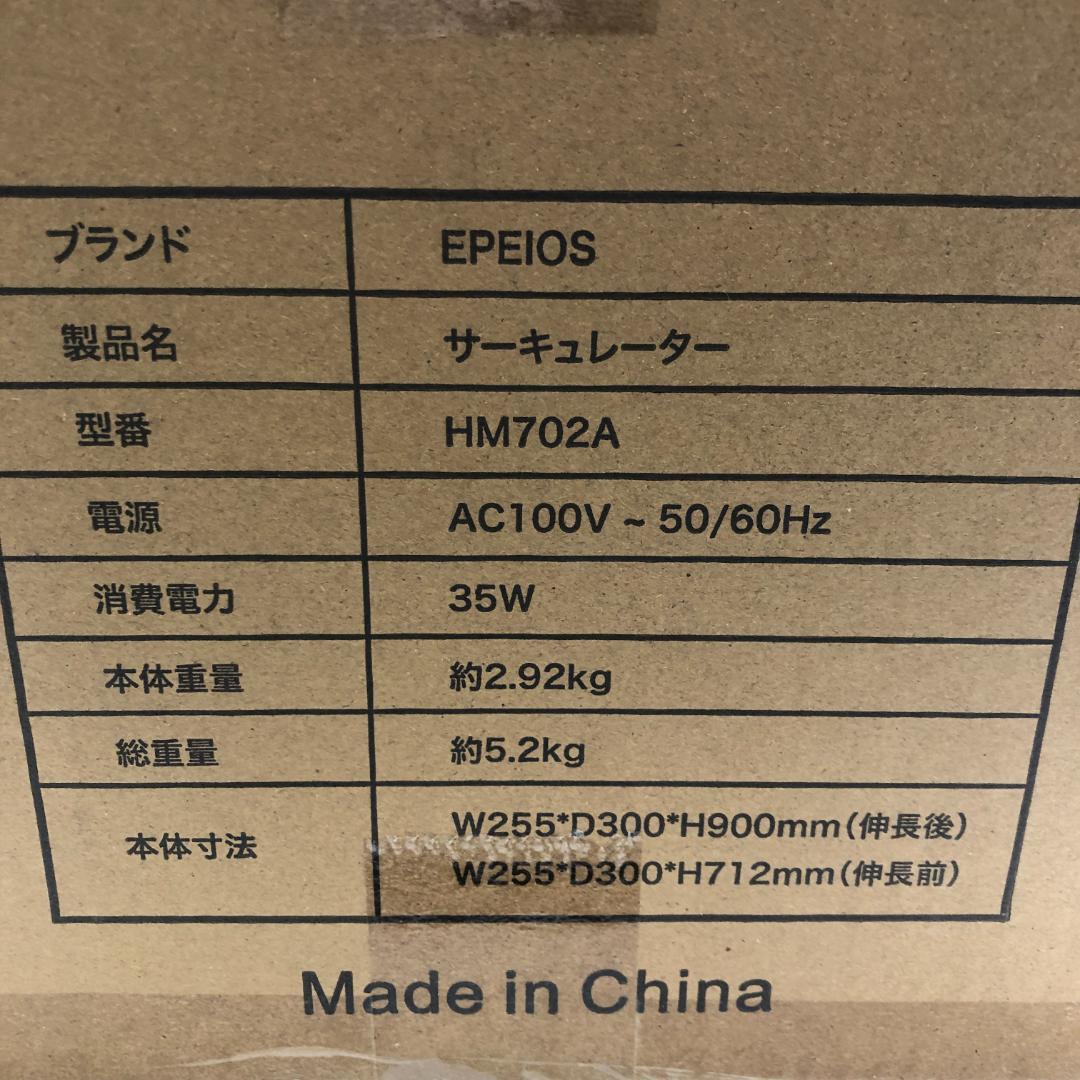 ブランド EPEIOS
製品名 サーキュレーター
型番 HM702A
電源 AC100V ~ 50/60Hz
消費電力 35W
本体重量 約2.92kg
総重量 約5.2kg
本体寸法 W255*D300*H900mm(伸長後)
W255*D300*H712mm(伸長前)
Made in China